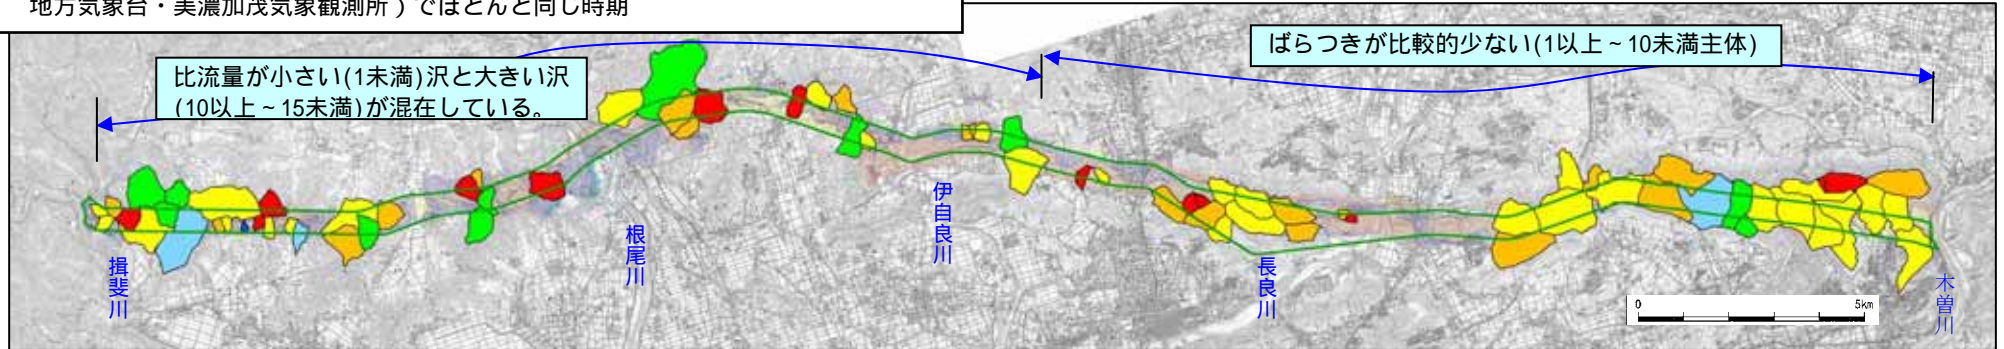 地方気象台・美濃加茂気象観測所）でほとんど同じ時期
比流量が小さい(1未満)沢と大きい沢
(10以上~15未満)が混在している。
ばらつきが比較的少ない(1以上~10未満主体)
揖斐川
根尾川
伊自良川
長良川
木曽川
0 5km